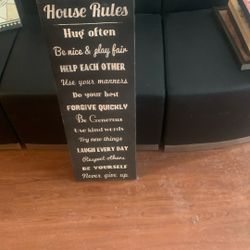 House Rules
Hug often
Be nice & play fair
HELP EACH OTHER
Use your manners
Do your best
FORGIVE QUICKLY
Be Generous
Use kind words
Try new things
LAUGH EVERY DAY
Respect others
BE YOURSELF
Never give up